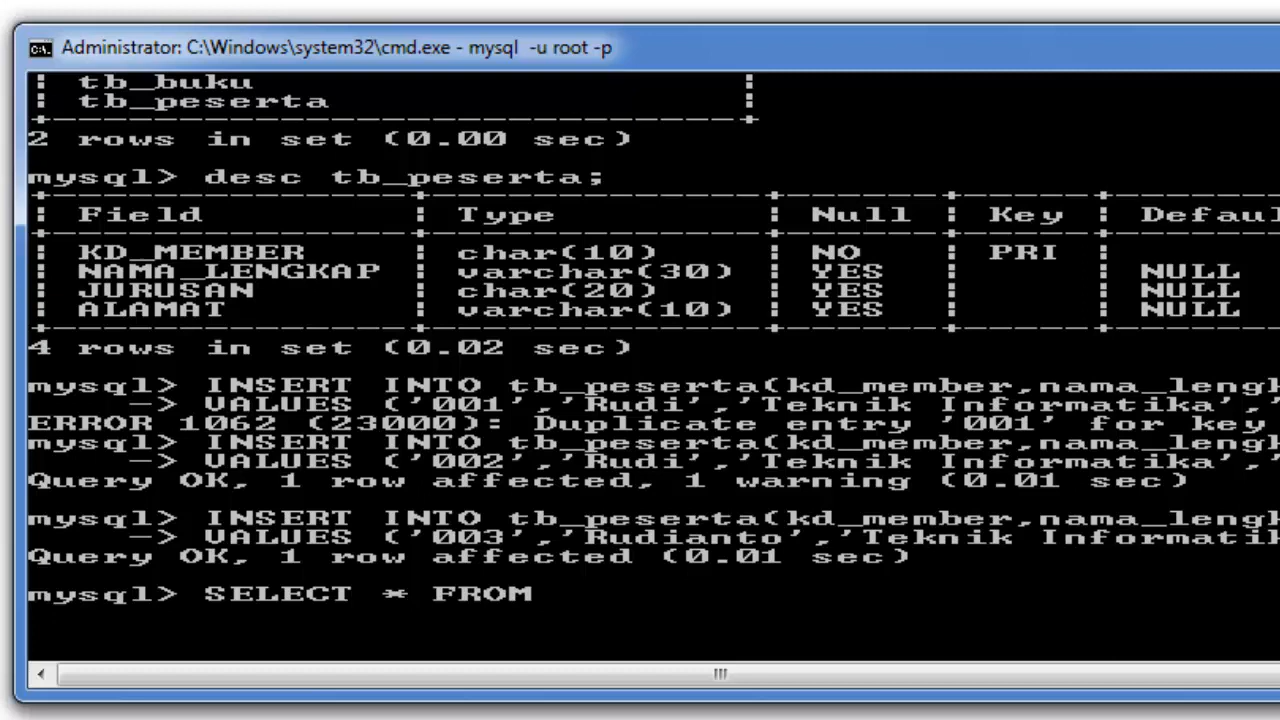 Administrator: C:\Windows\system32\cmd.exe - mysql -u root -p
| tb_buku |
| tb_peserta |
+---------------------------+
2 rows in set (0.00 sec)
mysql> desc tb_peserta;
+--------------+-------------+------+-----+-------
| Field | Type | Null | Key | Defaul
+--------------+-------------+------+-----+-------
| KD_MEMBER | char(10) | NO | PRI |
| NAMA_LENGKAP | varchar(30) | YES | | NULL
| JURUSAN | char(20) | YES | | NULL
| ALAMAT | varchar(10) | YES | | NULL
+--------------+-------------+------+-----+-------
4 rows in set (0.02 sec)
mysql> INSERT INTO tb_peserta(kd_member,nama_lengk
-> VALUES ('001','Rudi','Teknik Informatika','
ERROR 1062 (23000): Duplicate entry '001' for key
mysql> INSERT INTO tb_peserta(kd_member,nama_lengk
-> VALUES ('002','Rudi','Teknik Informatika','
Query OK, 1 row affected, 1 warning (0.01 sec)
mysql> INSERT INTO tb_peserta(kd_member,nama_lengk
-> VALUES ('003','Rudianto','Teknik Informatik
Query OK, 1 row affected (0.01 sec)
mysql> SELECT * FROM